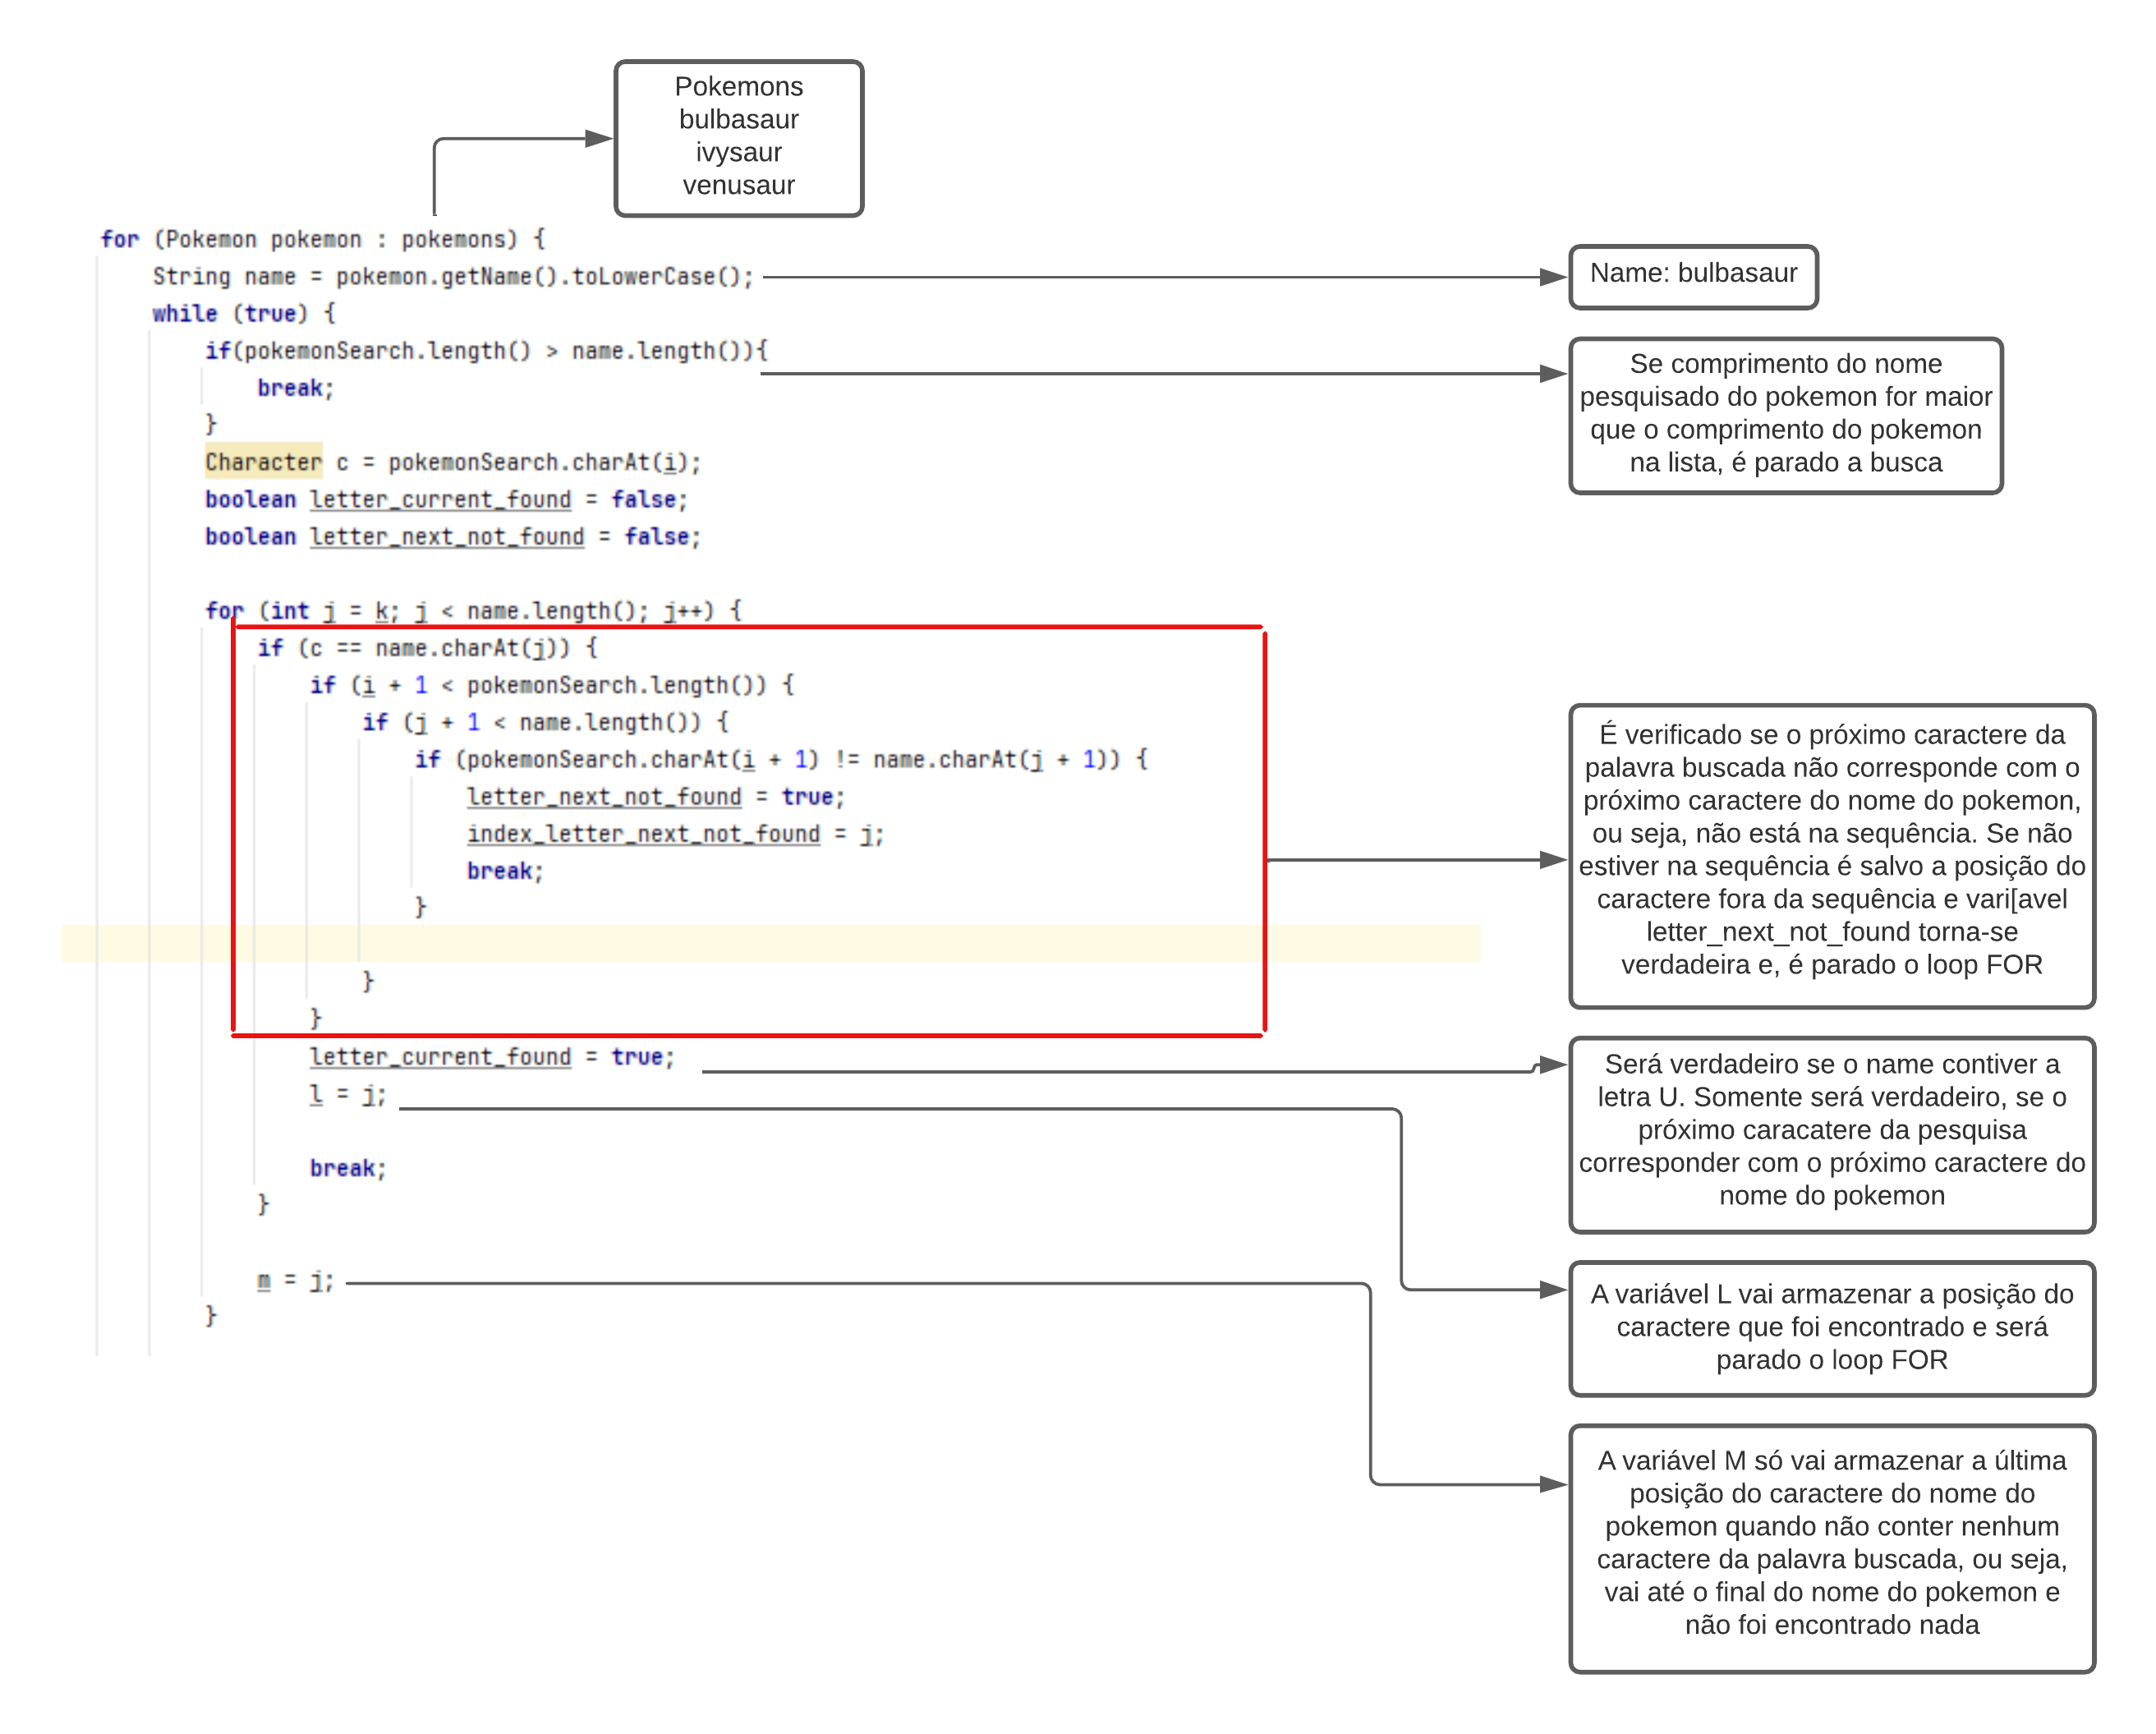 Pokemons
bulbasaur
ivysaur
venusaur
for (Pokemon pokemon : pokemons) {
String name = pokemon.getName().toLowerCase();
while (true) {
if(pokemonSearch.length() > name.length()){
break;
}
Character c = pokemonSearch.charAt(i);
boolean letter_current_found = false;
boolean letter_next_not_found = false;
for (int j = k; j < name.length(); j++) {
if (c == name.charAt(j)) {
if (i + 1 < pokemonSearch.length()) {
if (j + 1 < name.length()) {
if (pokemonSearch.charAt(i + 1) != name.charAt(j + 1)) {
letter_next_not_found = true;
index_letter_next_not_found = j;
break;
}
}
}
letter_current_found = true;
l = j;
break;
}
m = j;
}
Name: bulbasaur
Se comprimento do nome
pesquisado do pokemon for maior
que o comprimento do pokemon
na lista, é parado a busca
É verificado se o próximo caractere da
palavra buscada não corresponde com o
próximo caractere do nome do pokemon,
ou seja, não está na sequência. Se não
estiver na sequência é salvo a posição do
caractere fora da sequência e vari[avel
letter_next_not_found torna-se
verdadeira e, é parado o loop FOR
Será verdadeiro se o name contiver a
letra U. Somente será verdadeiro, se o
próximo caracatere da pesquisa
corresponder com o próximo caractere do
nome do pokemon
A variável L vai armazenar a posição do
caractere que foi encontrado e será
parado o loop FOR
A variável M só vai armazenar a última
posição do caractere do nome do
pokemon quando não conter nenhum
caractere da palavra buscada, ou seja,
vai até o final do nome do pokemon e
não foi encontrado nada